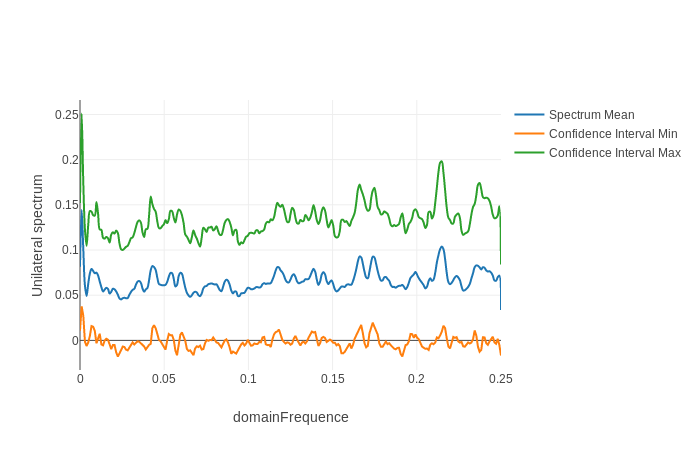 Spectrum Mean
Confidence Interval Min
Confidence Interval Max
Unilateral spectrum
0.25
0.2
0.15
0.1
0.05
0
0 0.05 0.1 0.15 0.2 0.25
domainFrequence